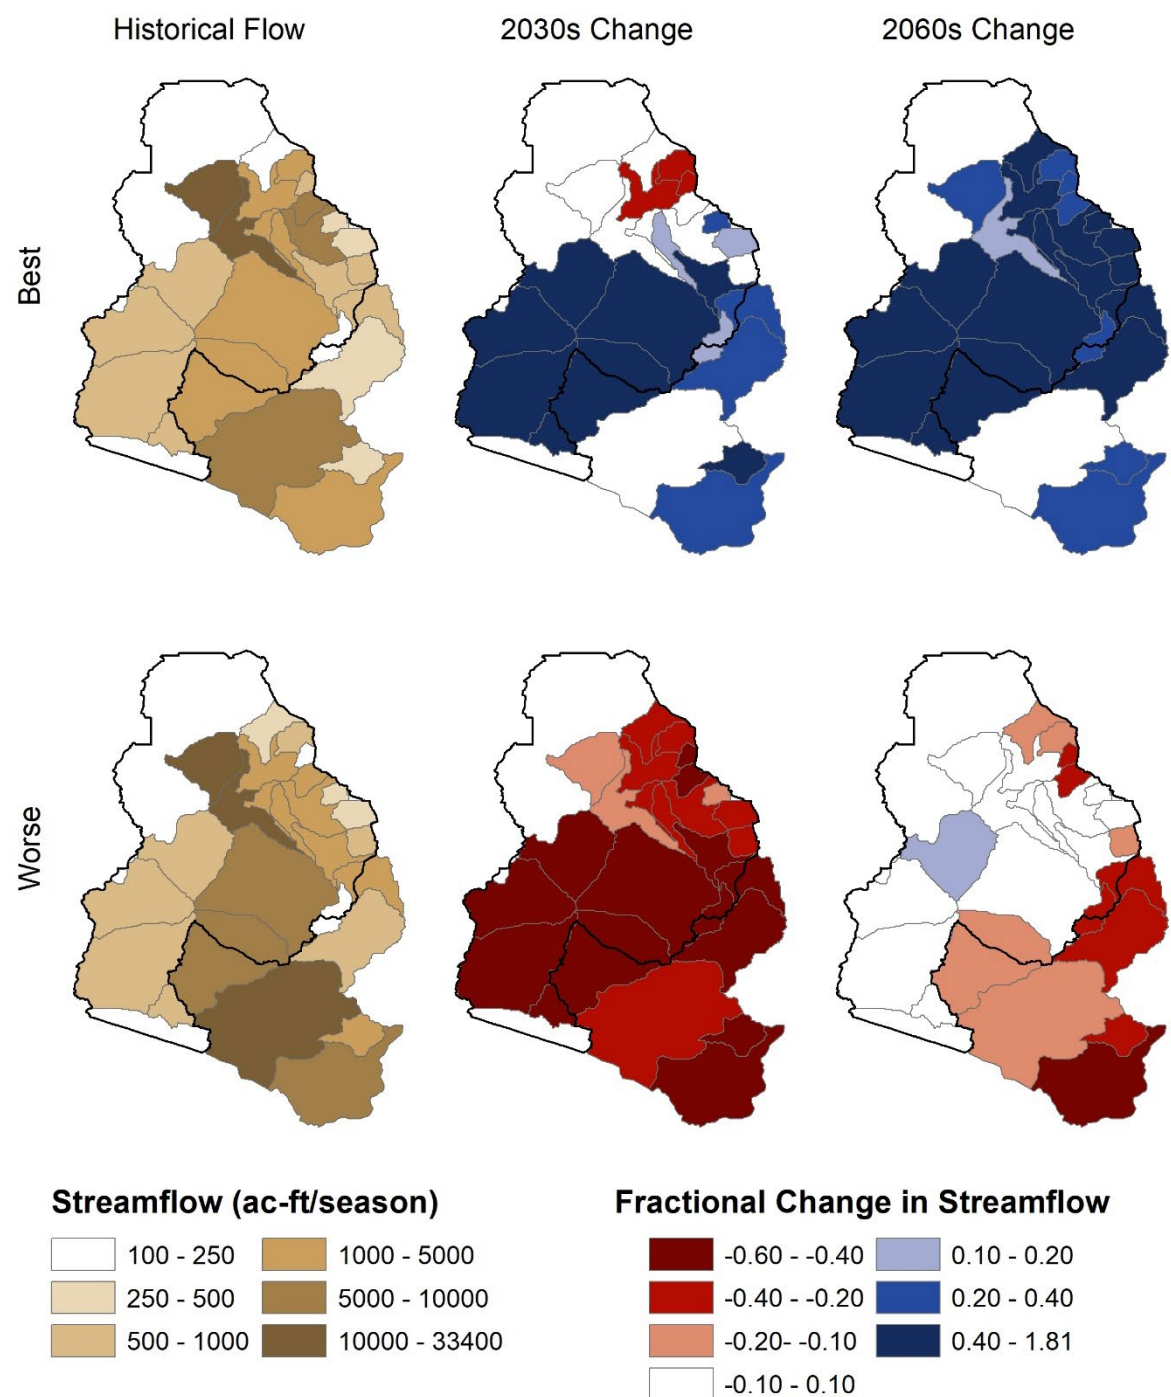 Historical Flow 2030s Change 2060s Change
Best
Worse
Streamflow (ac-ft/season)
100 - 250 1000 - 5000
250 - 500 5000 - 10000
500 - 1000 10000 - 33400
Fractional Change in Streamflow
-0.60 - -0.40 0.10 - 0.20
-0.40 - -0.20 0.20 - 0.40
-0.20- -0.10 0.40 - 1.81
-0.10 - 0.10